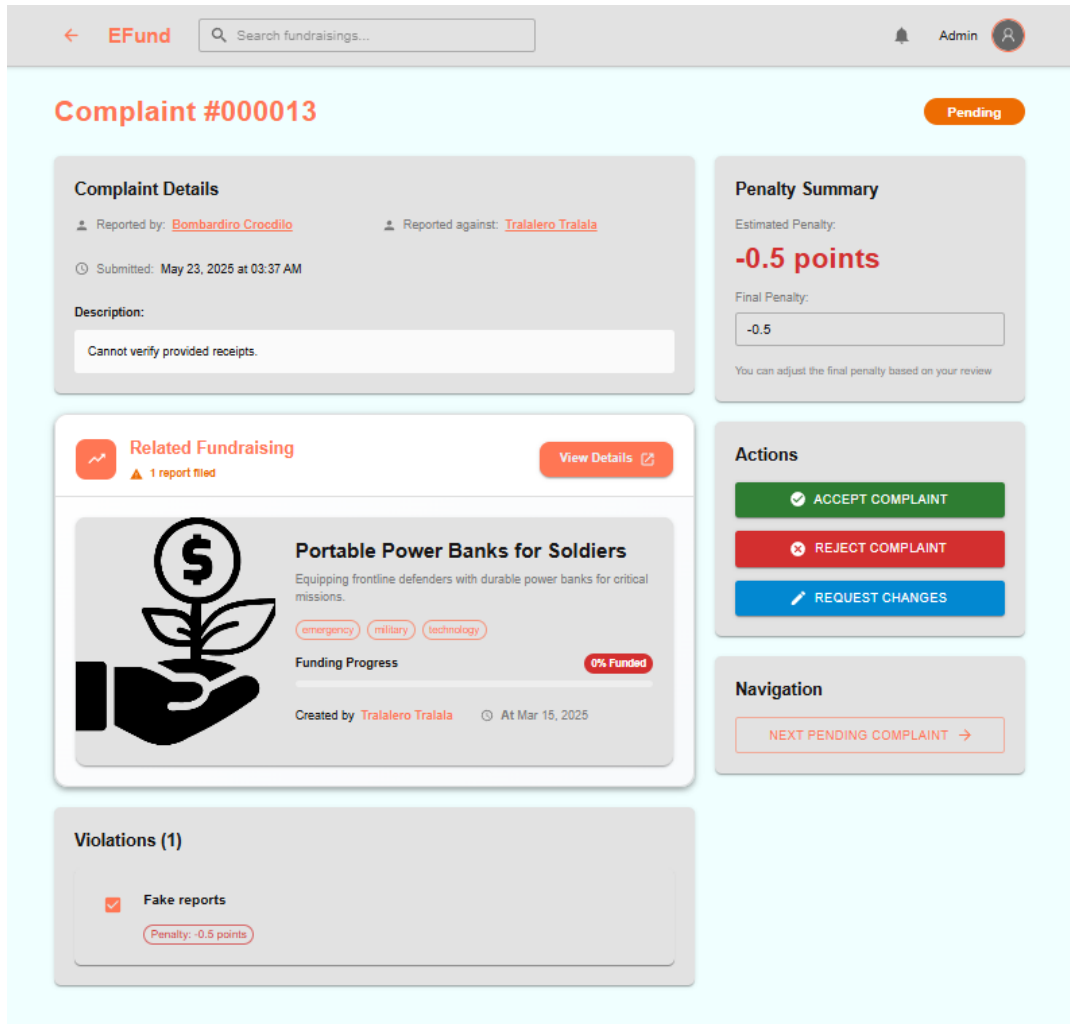 EFund
Search fundraisings...
Admin
Complaint #000013
Pending
Complaint Details
Reported by: Bombardiro Crocdilo
Reported against: Tralalero Tralala
Submitted: May 23, 2025 at 03:37 AM
Description:
Cannot verify provided receipts.
Related Fundraising
1 report filed
View Details
$
Portable Power Banks for Soldiers
Equipping frontline defenders with durable power banks for critical
missions.
emergency military technology
Funding Progress
0% Funded
Created by Tralalero Tralala
At Mar 15, 2025
Violations (1)
Fake reports
Penalty: -0.5 points
Penalty Summary
Estimated Penalty:
-0.5 points
Final Penalty:
-0.5
You can adjust the final penalty based on your review
Actions
ACCEPT COMPLAINT
REJECT COMPLAINT
REQUEST CHANGES
Navigation
NEXT PENDING COMPLAINT